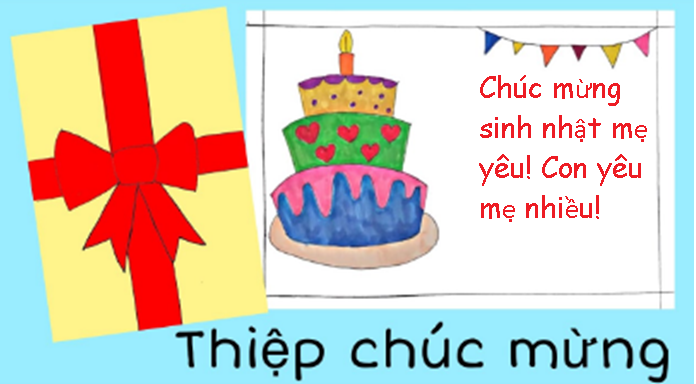 Chúc mừng
sinh nhật mẹ
yêu! Con yêu
mẹ nhiều!
Thiệp chúc mừng